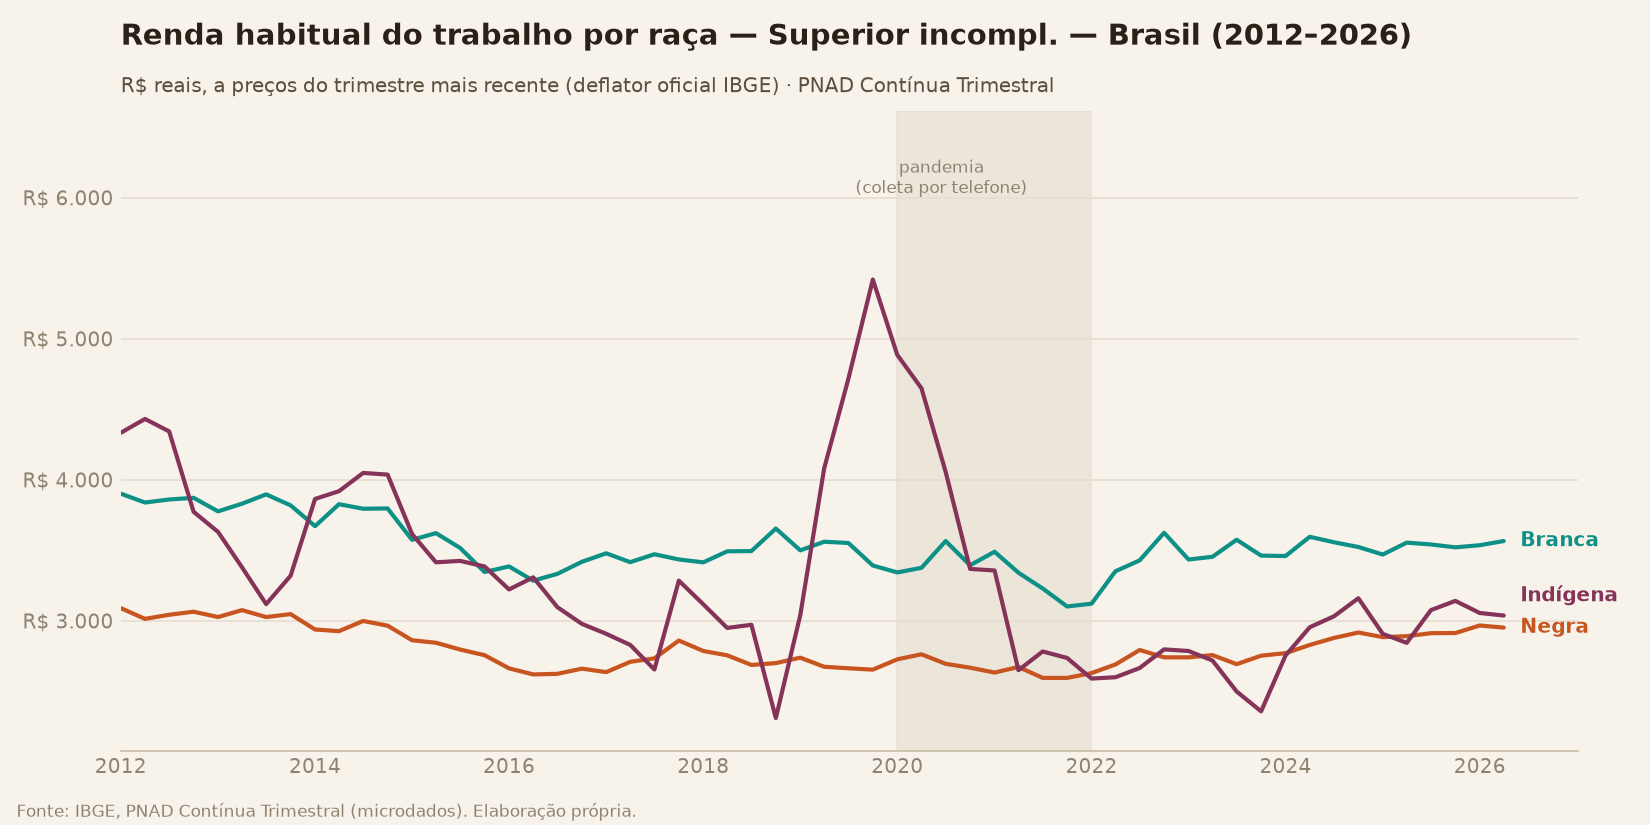 Renda habitual do trabalho por raça — Superior incompl. — Brasil (2012–2026)
R$ reais, a preços do trimestre mais recente (deflator oficial IBGE) · PNAD Contínua Trimestral
pandemia
(coleta por telefone)
R$ 6.000
R$ 5.000
R$ 4.000
R$ 3.000
Branca
Indígena
Negra
2012 2014 2016 2018 2020 2022 2024 2026
Fonte: IBGE, PNAD Contínua Trimestral (microdados). Elaboração própria.